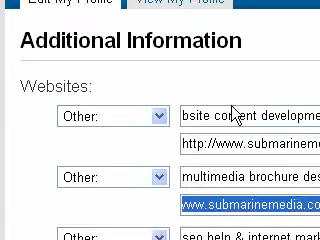 Edit My Profile View My Profile
Additional Information
Websites:
Other: bsite content developme
http://www.submarinem
Other: multimedia brochure des
www.submarinemedia.co
Other: seo help & internet mark